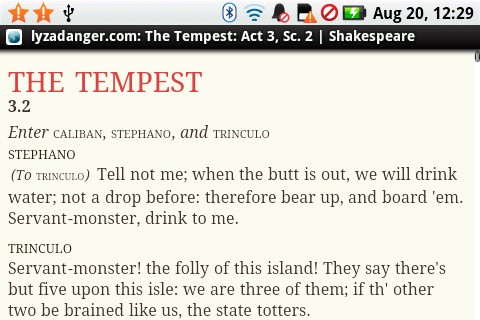 Aug 20, 12:29
lyzadanger.com: The Tempest: Act 3, Sc. 2 | Shakespeare
THE TEMPEST
3.2
Enter CALIBAN, STEPHANO, and TRINCULO
STEPHANO
(To TRINCULO) Tell not me; when the butt is out, we will drink
water; not a drop before: therefore bear up, and board 'em.
Servant-monster, drink to me.
TRINCULO
Servant-monster! the folly of this island! They say there's
but five upon this isle: we are three of them; if th' other
two be brained like us, the state totters.